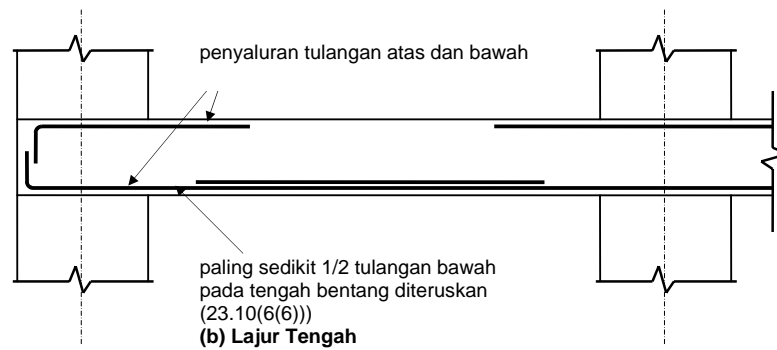 penyaluran tulangan atas dan bawah
paling sedikit 1/2 tulangan bawah
pada tengah bentang diteruskan
(23.10(6(6)))
(b) Lajur Tengah